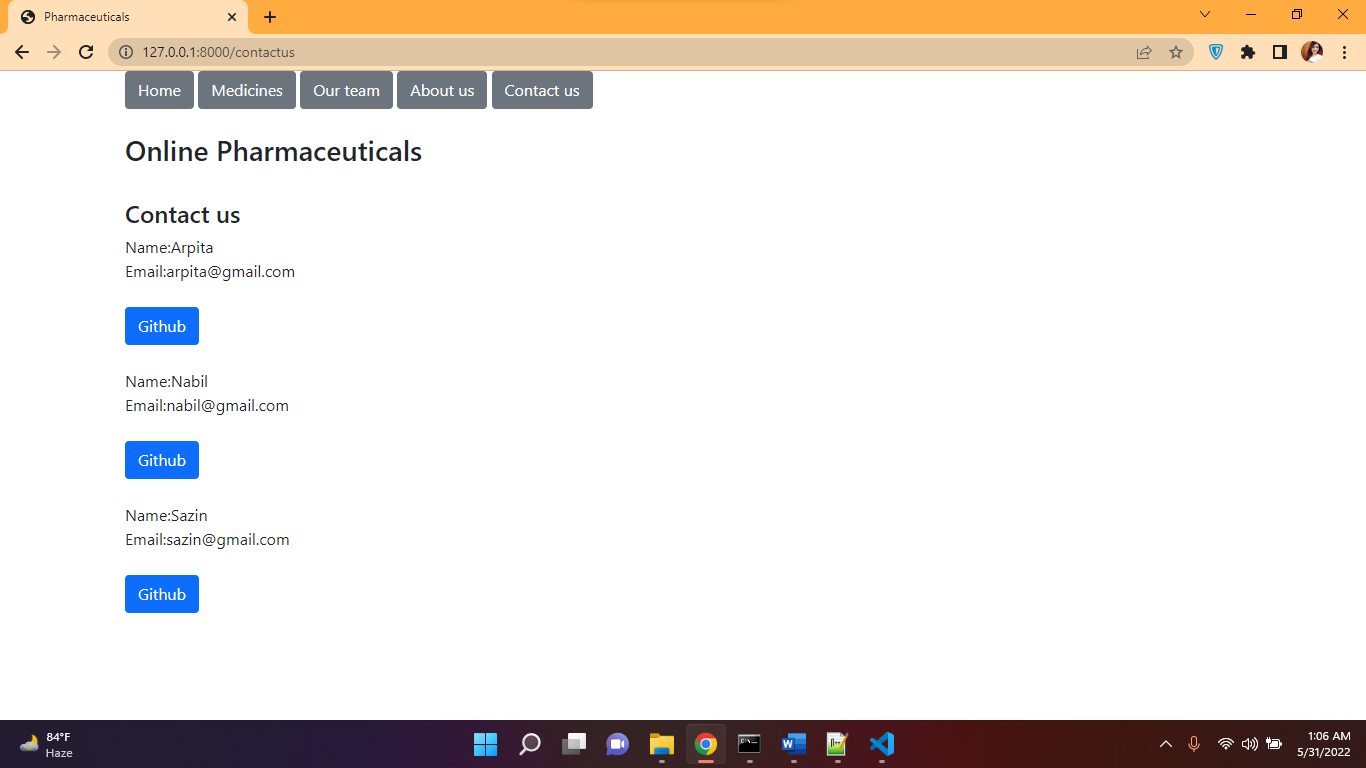 Pharmaceuticals
127.0.0.1:8000/contactus
Home Medicines Our team About us Contact us
Online Pharmaceuticals
Contact us
Name:Arpita
Email:arpita@gmail.com
Github
Name:Nabil
Email:nabil@gmail.com
Github
Name:Sazin
Email:sazin@gmail.com
Github
84°F
Haze
1:06 AM
5/31/2022